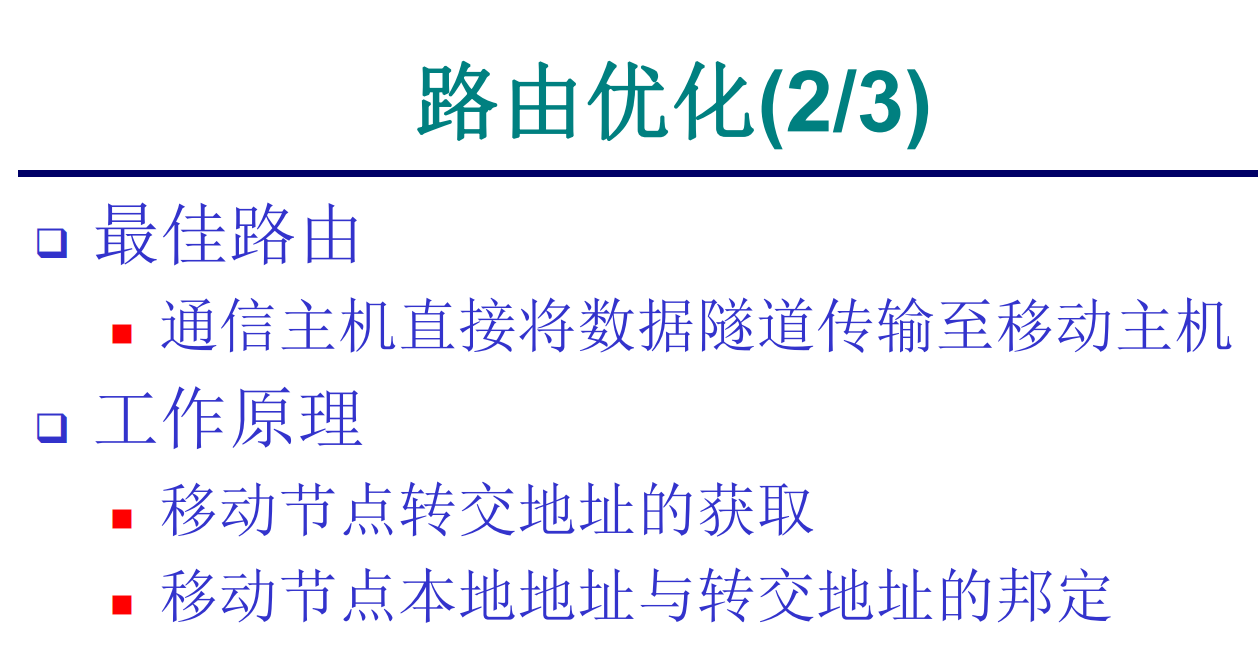 路由优化(2/3)
最佳路由
通信主机直接将数据隧道传输至移动主机
工作原理
移动节点转交地址的获取
移动节点本地地址与转交地址的邦定